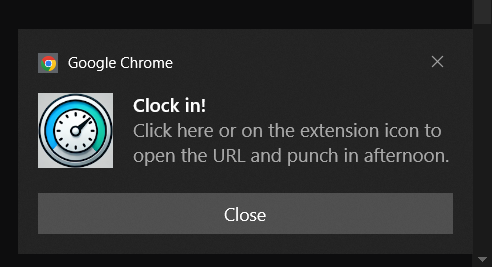 Google Chrome
Clock in!
Click here or on the extension icon to
open the URL and punch in afternoon.
Close